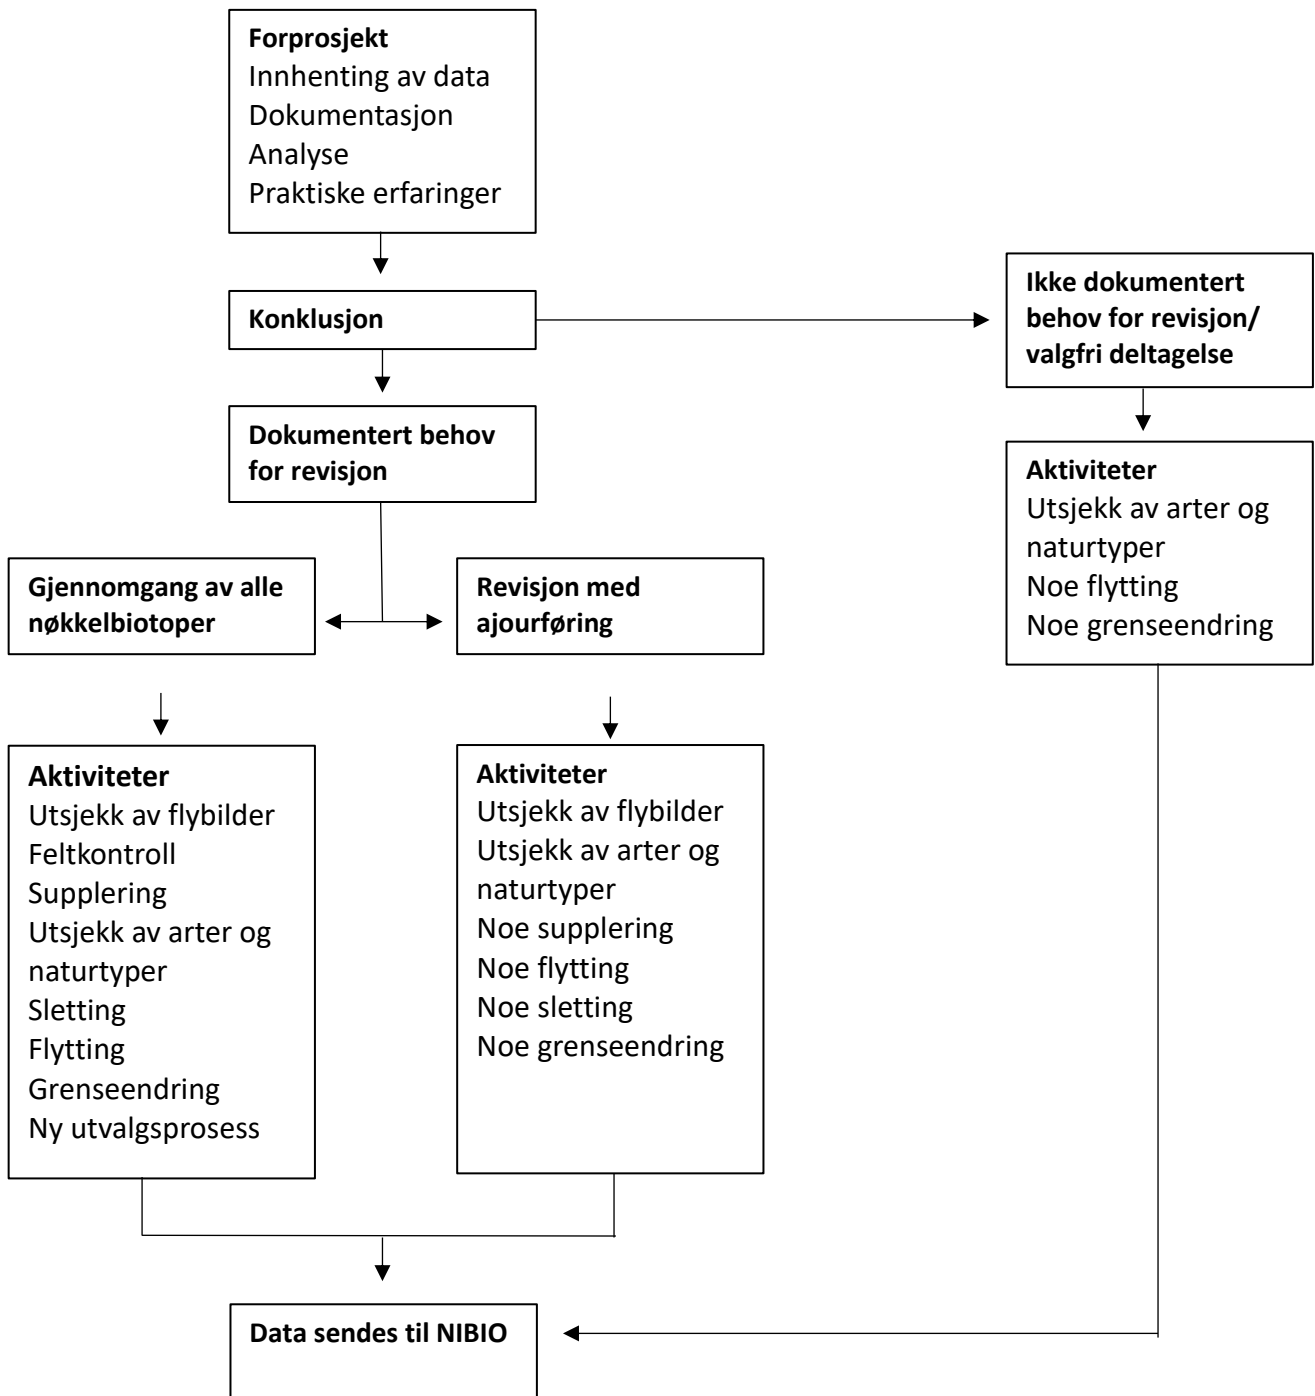 Forprosjekt
Innhenting av data
Dokumentasjon
Analyse
Praktiske erfaringer
Konklusjon
Ikke dokumentert
behov for revisjon/
valgfri deltagelse
Dokumentert behov
for revisjon
Aktiviteter
Utsjekk av arter og
naturtyper
Noe flytting
Noe grenseendring
Gjennomgang av alle
nøkkelbiotoper
Revisjon med
ajourføring
Aktiviteter
Utsjekk av flybilder
Feltkontroll
Supplering
Utsjekk av arter og
naturtyper
Sletting
Flytting
Grenseendring
Ny utvalgsprosess
Aktiviteter
Utsjekk av flybilder
Utsjekk av arter og
naturtyper
Noe supplering
Noe flytting
Noe sletting
Noe grenseendring
Data sendes til NIBIO